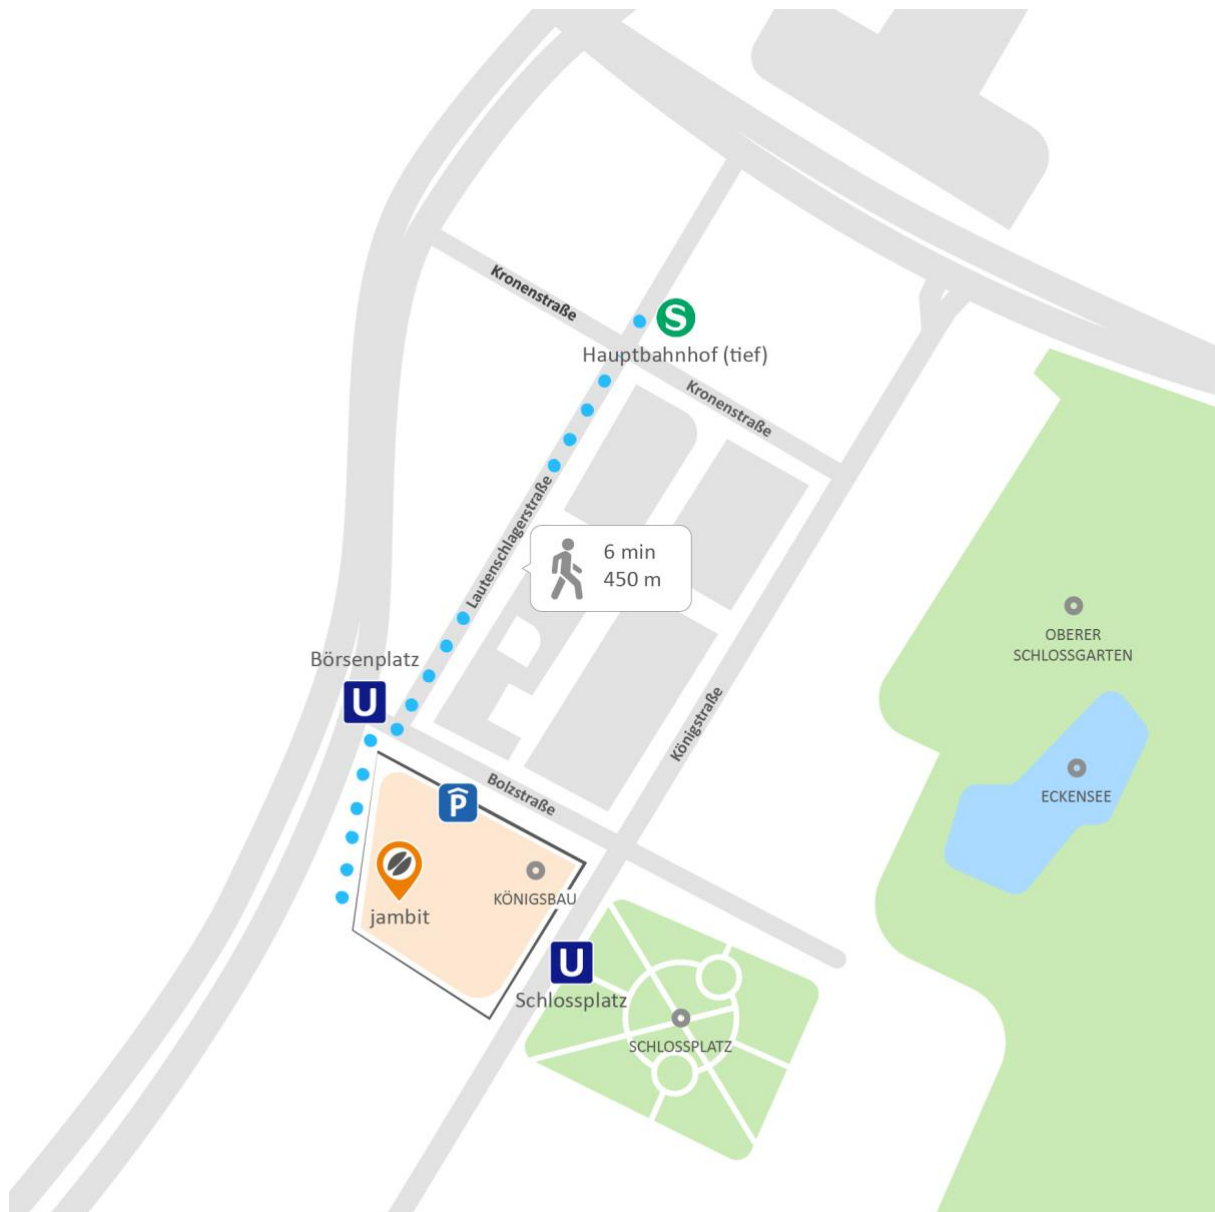 Kronenstraße
S
Hauptbahnhof (tief)
Kronenstraße
Lautenschlagerstraße
6 min
450 m
OBERER
SCHLOSSGARTEN
Börsenplatz
U
Königstraße
ECKENSEE
Bolzstraße
P
KÖNIGSBAU
jambit
U
Schlossplatz
SCHLOSSPLATZ